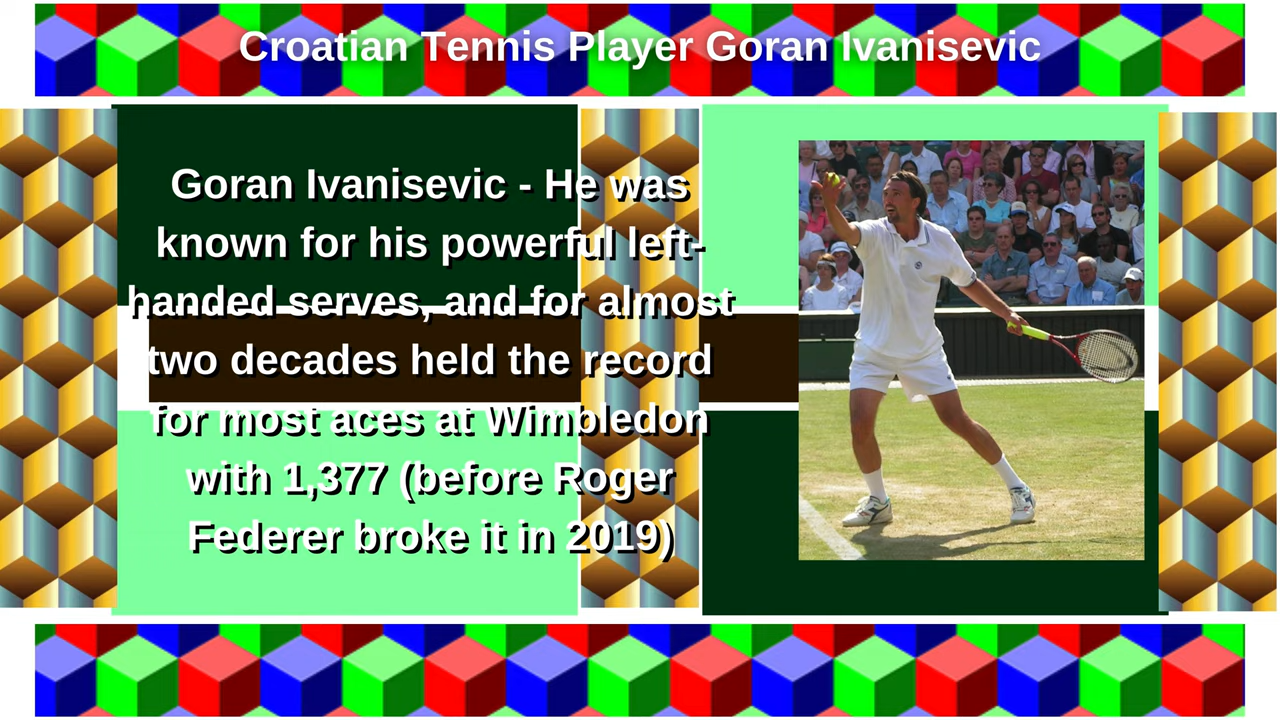 Croatian Tennis Player Goran Ivanisevic
Goran Ivanisevic - He was
known for his powerful left-
handed serves, and for almost
two decades held the record
for most aces at Wimbledon
with 1,377 (before Roger
Federer broke it in 2019)